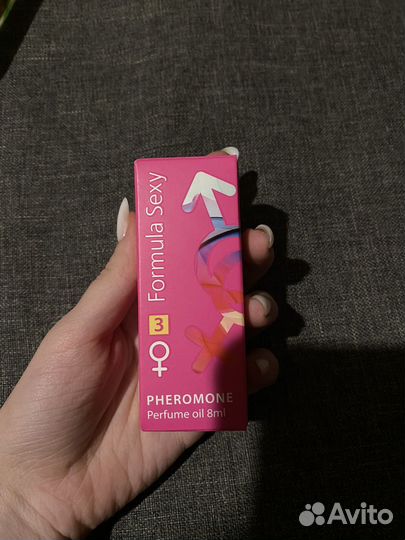 Formula Sexy
3
PHEROMONE
Perfume oil 8ml
Avito